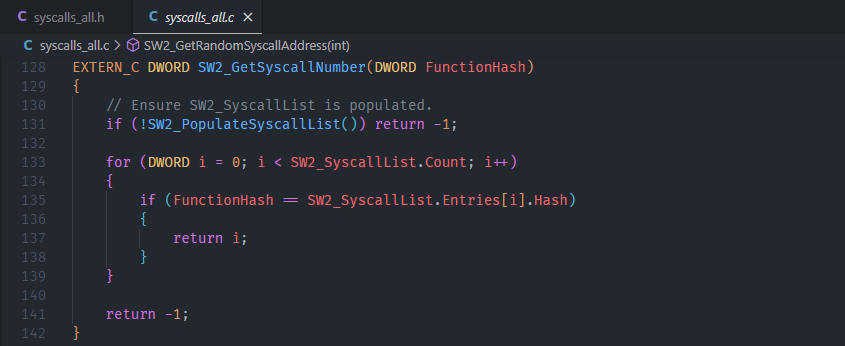 C syscalls_all.h C syscalls_all.c ×
C syscalls_all.c > SW2_GetRandomSyscallAddress(int)
128 EXTERN_C DWORD SW2_GetSyscallNumber(DWORD FunctionHash)
129 {
130     // Ensure SW2_SyscallList is populated.
131     if (!SW2_PopulateSyscallList()) return -1;
132
133     for (DWORD i = 0; i < SW2_SyscallList.Count; i++)
134     {
135         if (FunctionHash == SW2_SyscallList.Entries[i].Hash)
136         {
137             return i;
138         }
139     }
140
141     return -1;
142 }